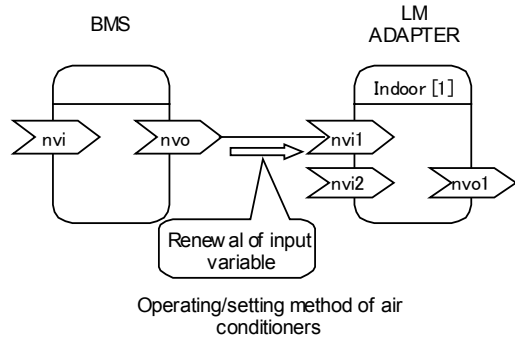 BMS
LM
ADAPTER
Indoor [1]
nvi
nvo
nvi1
nvi2
nvo1
Renewal of input
variable
Operating/setting method of air
conditioners